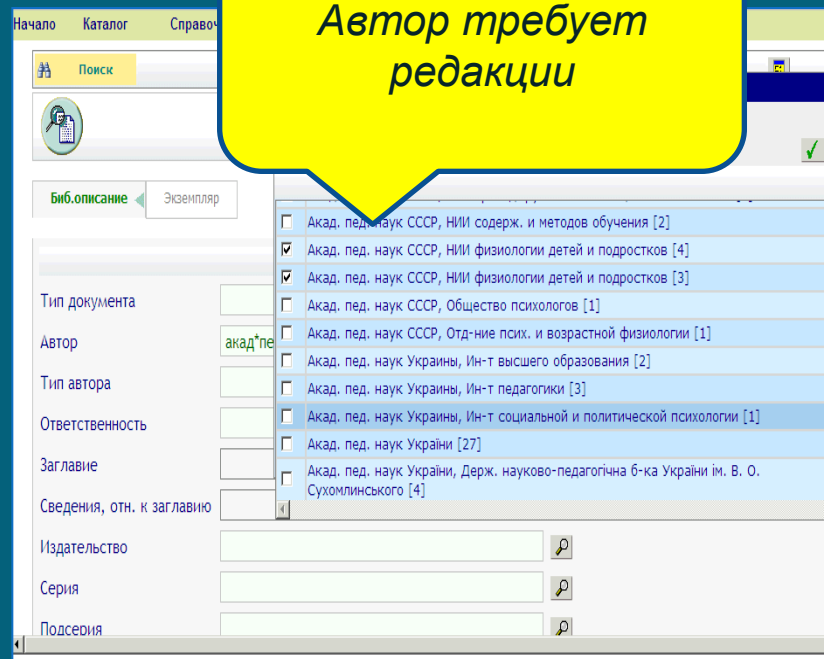 Автор требует
редакции
Начало Каталог
Поиск
Биб.описание Экземпляр
Акад. пед. наук СССР, НИИ содерж. и методов обучения [2]
Акад. пед. наук СССР, НИИ физиологии детей и подростков [4]
Акад. пед. наук СССР, НИИ физиологии детей и подростков [3]
Акад. пед. наук СССР, Общество психологов [1]
Акад. пед. наук СССР, Отд-ние псих. и возрастной физиологии [1]
Акад. пед. наук Украины, Ин-т высшего образования [2]
Акад. пед. наук Украины, Ин-т педагогики [3]
Акад. пед. наук Украины, Ин-т социальной и политической психологии [1]
Акад. пед. наук України [27]
Акад. пед. наук України, Держ. науково-педагогічна б-ка України ім. В. О.
Сухомлинського [4]
Тип документа
Автор акад*пе
Тип автора
Ответственность
Заглавие
Сведения, отн. к заглавию
Издательство
Серия
Подсерия